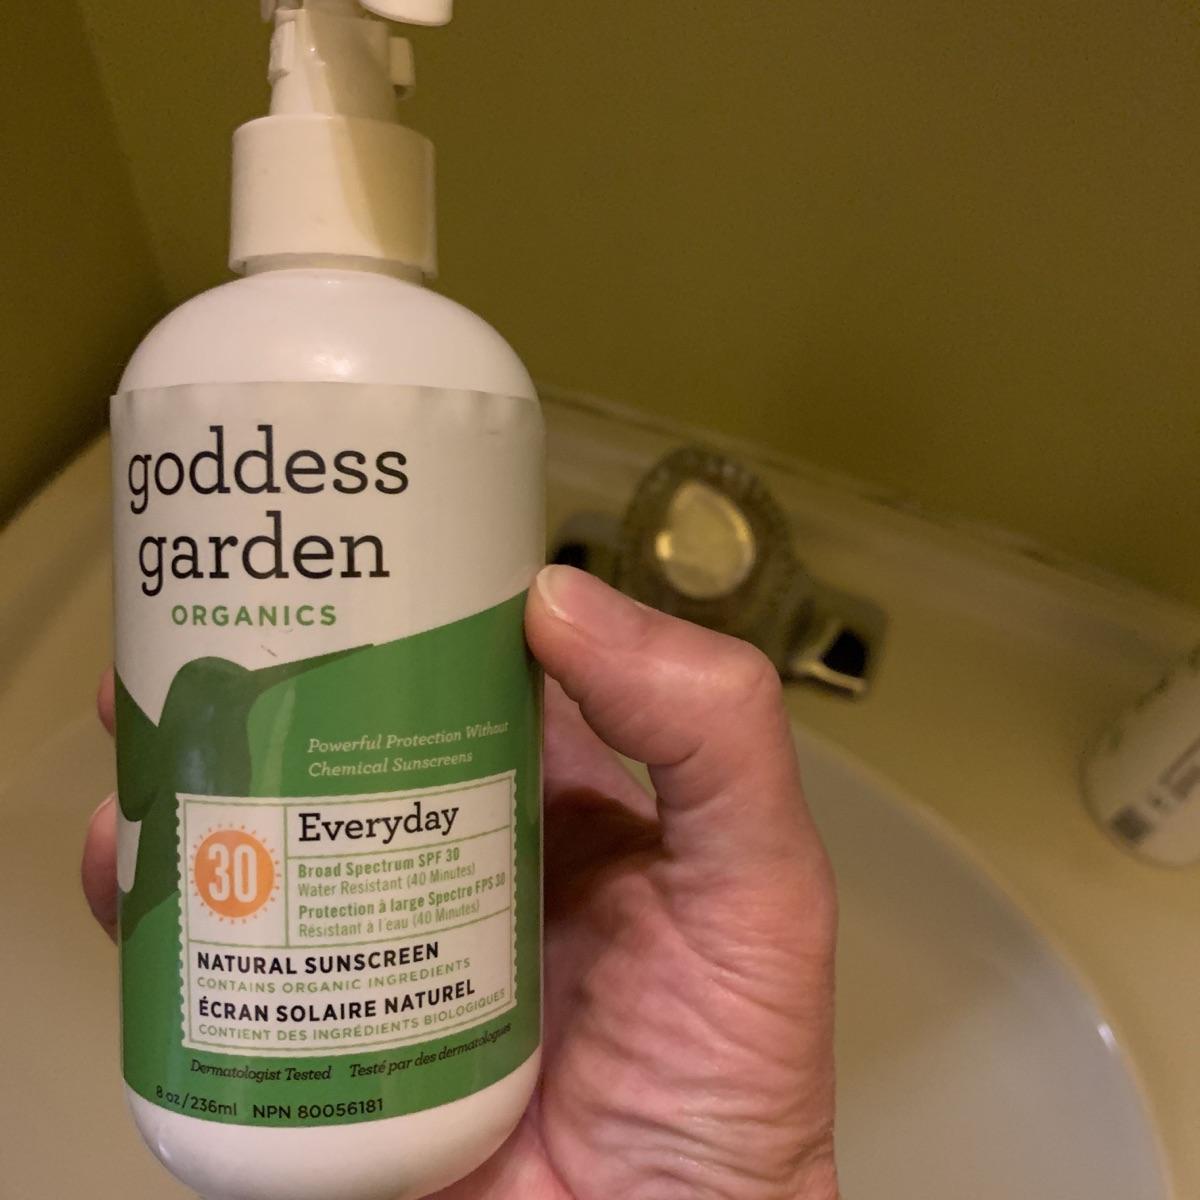 goddess
garden
ORGANICS
Powerful Protection Without
Chemical Sunscreens
30
Everyday
Broad Spectrum SPF 30
Water Resistant (40 Minutes)
Protection à large Spectre FPS 30
Résistant à l'eau (40 Minutes)
NATURAL SUNSCREEN
CONTAINS ORGANIC INGREDIENTS
ÉCRAN SOLAIRE NATUREL
CONTIENT DES INGRÉDIENTS BIOLOGIQUES
Dermatologist Tested Testé par des dermatologues
8 oz/236ml NPN 80056181